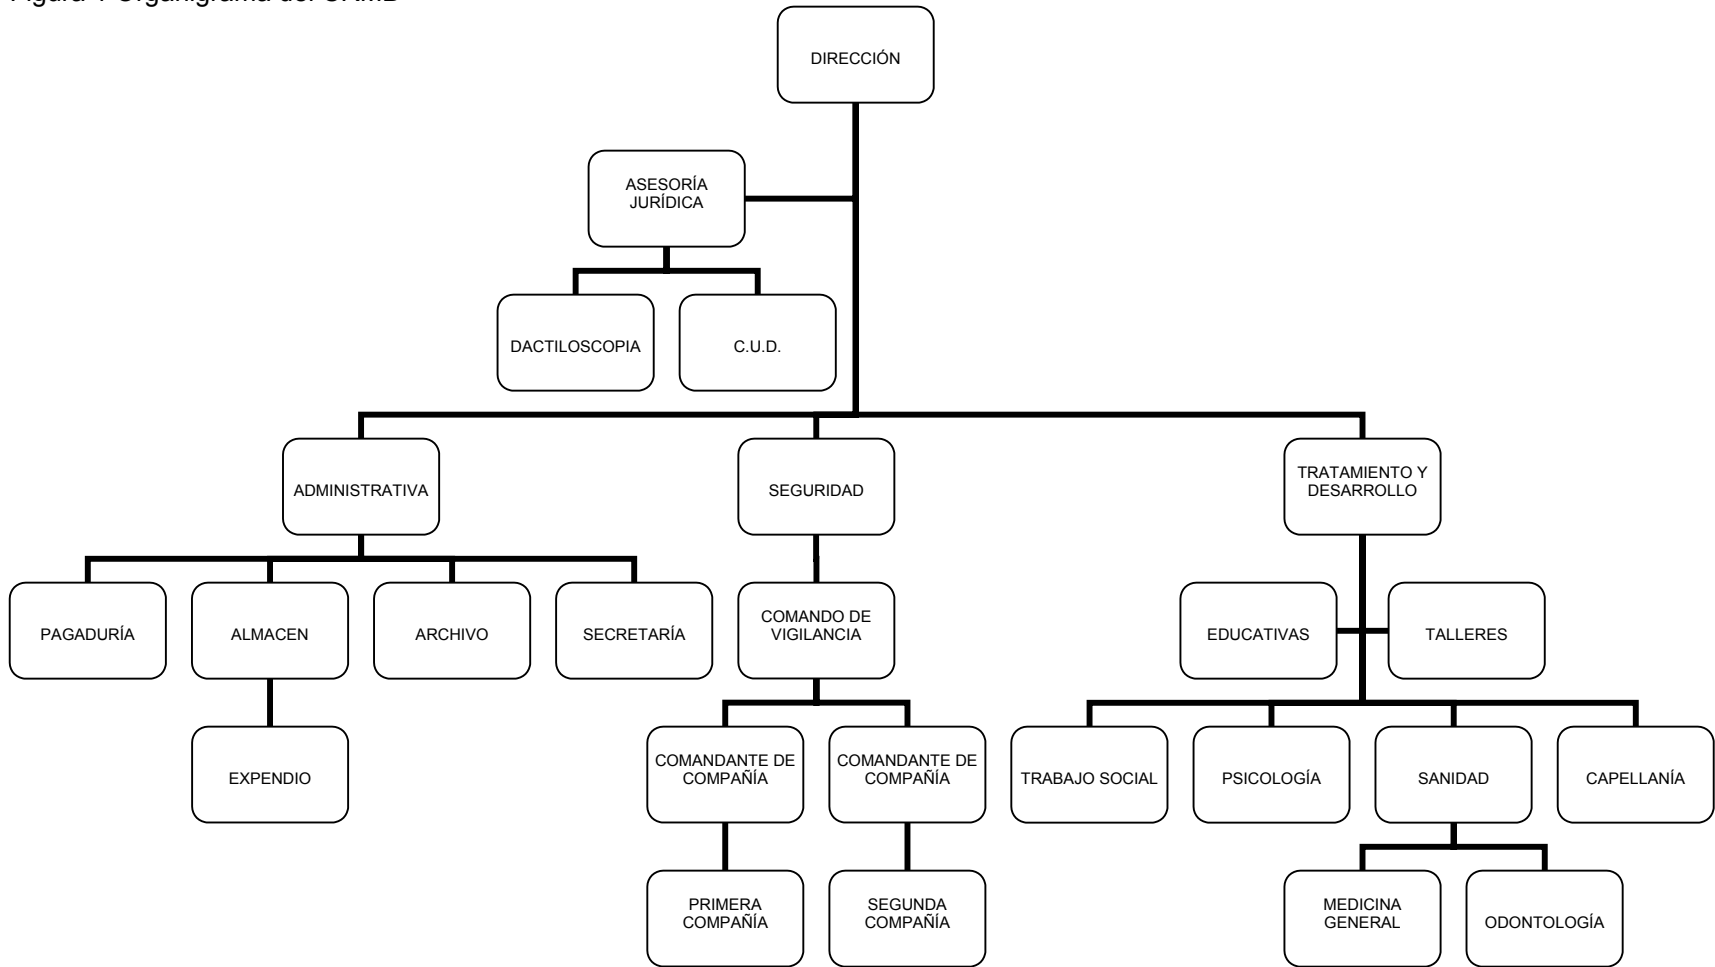 DIRECCIÓN
ASESORÍA
JURÍDICA
DACTILOSCOPIA
C.U.D.
ADMINISTRATIVA
SEGURIDAD
TRATAMIENTO Y
DESARROLLO
PAGADURÍA
ALMACEN
ARCHIVO
SECRETARÍA
COMANDO DE
VIGILANCIA
EDUCATIVAS
TALLERES
EXPENDIO
COMANDANTE DE
COMPAÑÍA
COMANDANTE DE
COMPAÑÍA
TRABAJO SOCIAL
PSICOLOGÍA
SANIDAD
CAPELLANÍA
PRIMERA
COMPAÑÍA
SEGUNDA
COMPAÑÍA
MEDICINA
GENERAL
ODONTOLOGÍA